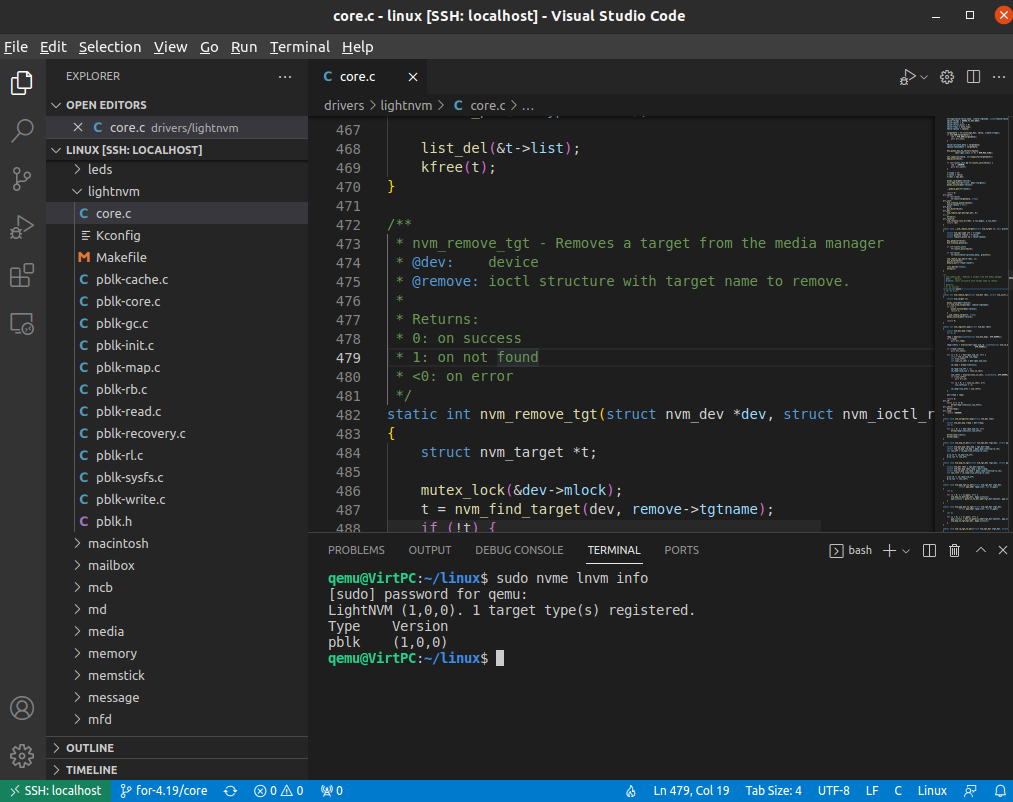 core.c - linux [SSH: localhost] - Visual Studio Code
File Edit Selection View Go Run Terminal Help
EXPLORER
OPEN EDITORS
core.c drivers/lightnvm
LINUX [SSH: LOCALHOST]
leds
lightnvm
C core.c
Kconfig
M Makefile
C pblk-cache.c
C pblk-core.c
C pblk-gc.c
C pblk-init.c
C pblk-map.c
C pblk-rb.c
C pblk-read.c
C pblk-recovery.c
C pblk-rl.c
C pblk-sysfs.c
C pblk-write.c
C pblk.h
macintosh
mailbox
mcb
md
media
memory
memstick
message
mfd
OUTLINE
TIMELINE
C core.c
drivers > lightnvm > C core.c > ...
467
468 list_del(&t->list);
469 kfree(t);
470 }
471
472 /**
473 * nvm_remove_tgt - Removes a target from the media manager
474 * @dev: device
475 * @remove: ioctl structure with target name to remove.
476 *
477 * Returns:
478 * 0: on success
479 * 1: on not found
480 * <0: on error
481 */
482 static int nvm_remove_tgt(struct nvm_dev *dev, struct nvm_ioctl_r
483 {
484 struct nvm_target *t;
485
486 mutex_lock(&dev->mlock);
487 t = nvm_find_target(dev, remove->tgtname);
488 if (!t) {
PROBLEMS OUTPUT DEBUG CONSOLE TERMINAL PORTS
bash
qemu@VirtPC:~/linux$ sudo nvme lnvm info
[sudo] password for qemu:
LightNVM (1,0,0). 1 target type(s) registered.
Type Version
pblk (1,0,0)
qemu@VirtPC:~/linux$
SSH: localhost for-4.19/core 0 0 0 Ln 479, Col 19 Tab Size: 4 UTF-8 LF C Linux